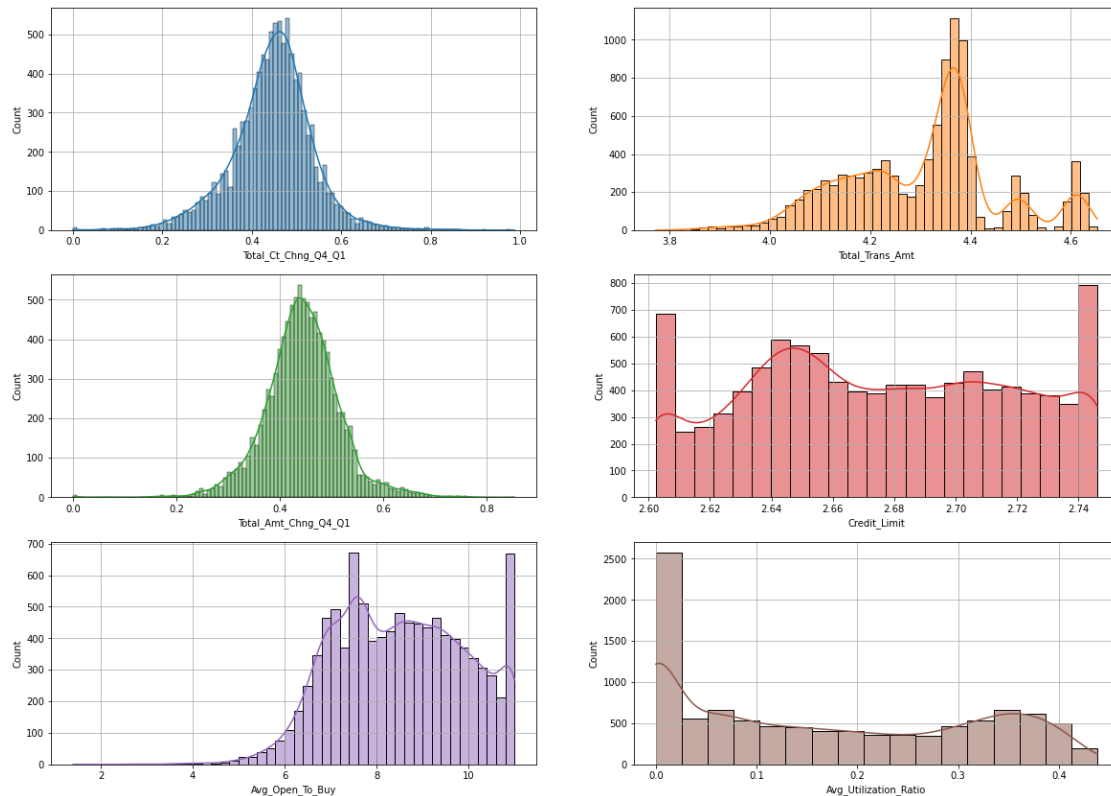 500
400
300
200
100
0
Count
0.0 0.2 0.4 0.6 0.8 1.0
Total_Ct_Chng_Q4_Q1
1000
800
600
400
200
0
Count
3.8 4.0 4.2 4.4 4.6
Total_Trans_Amt
500
400
300
200
100
0
Count
0.0 0.2 0.4 0.6 0.8
Total_Amt_Chng_Q4_Q1
800
700
600
500
400
300
200
100
0
Count
2.60 2.62 2.64 2.66 2.68 2.70 2.72 2.74
Credit_Limit
700
600
500
400
300
200
100
0
Count
2 4 6 8 10
Avg_Open_To_Buy
2500
2000
1500
1000
500
0
Count
0.0 0.1 0.2 0.3 0.4
Avg_Utilization_Ratio